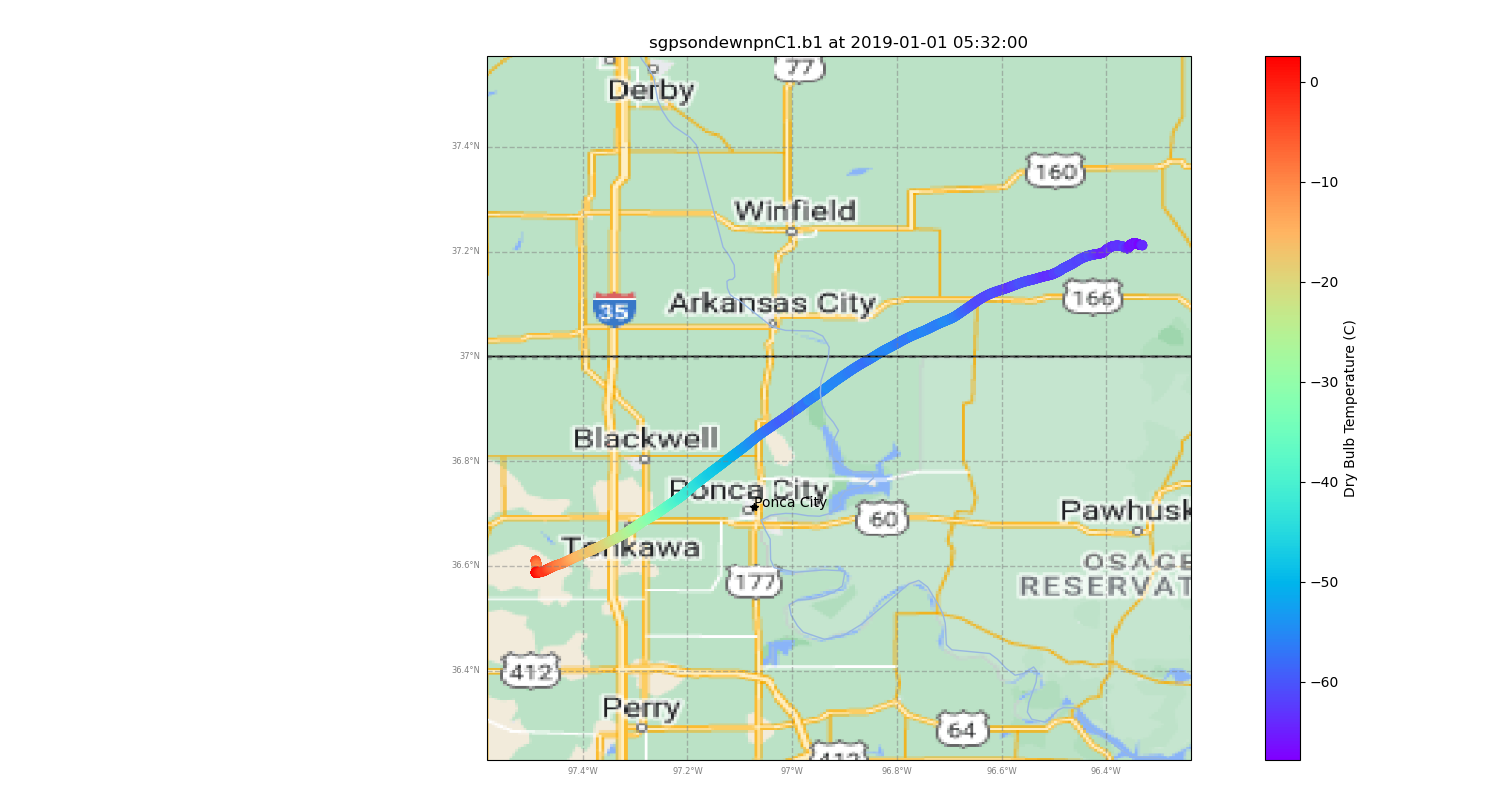 sgpsondewnpnC1.b1 at 2019-01-01 05:32:00
77
Derby
0
−10
−20
−30
−40
−50
−60
Dry Bulb Temperature (C)
37.4°N
37.2°N
37°N
36.8°N
36.6°N
36.4°N
160
Winfield
Arkansas City
166
35
Blackwell
Ponca City
Ponca City
60
Pawhusk
Tonkawa
OSAGE
RESERVAT
177
412
Perry
64
412
97.4°W
97.2°W
97°W
96.8°W
96.6°W
96.4°W